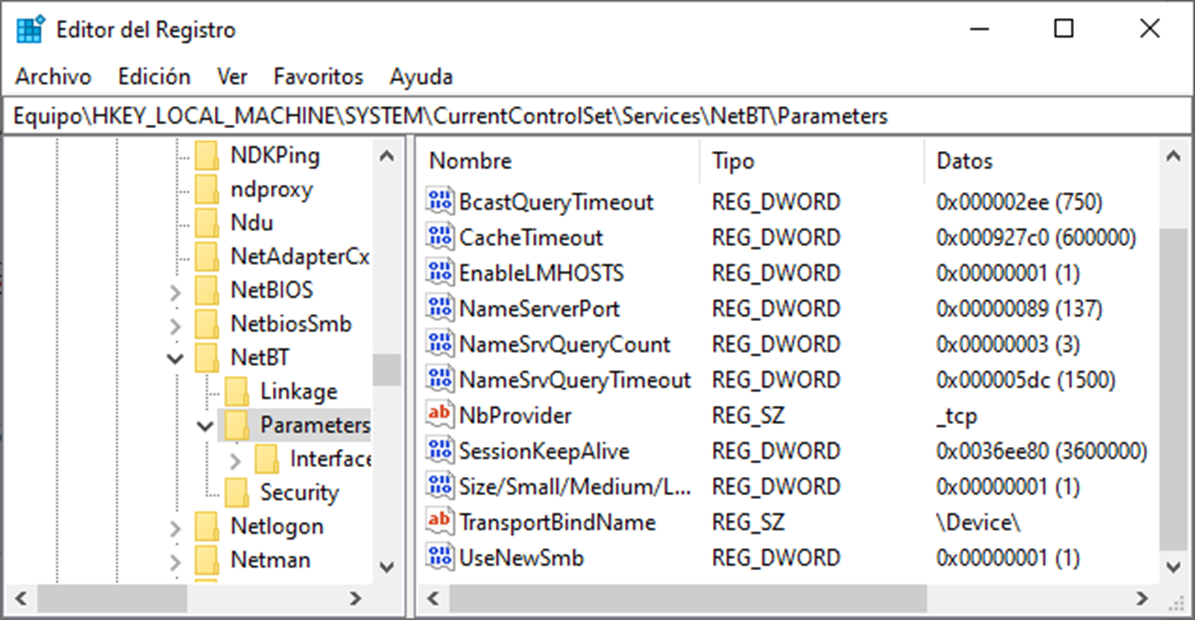 Editor del Registro
Archivo Edición Ver Favoritos Ayuda
Equipo\HKEY_LOCAL_MACHINE\SYSTEM\CurrentControlSet\Services\NetBT\Parameters
NDKPing
ndproxy
Ndu
NetAdapterCx
NetBIOS
NetbiosSmb
NetBT
Linkage
Parameters
Interface
Security
Netlogon
Netman
Nombre Tipo Datos
BcastQueryTimeout REG_DWORD 0x000002ee (750)
CacheTimeout REG_DWORD 0x000927c0 (600000)
EnableLMHOSTS REG_DWORD 0x00000001 (1)
NameServerPort REG_DWORD 0x00000089 (137)
NameSrvQueryCount REG_DWORD 0x00000003 (3)
NameSrvQueryTimeout REG_DWORD 0x000005dc (1500)
NbProvider REG_SZ _tcp
SessionKeepAlive REG_DWORD 0x0036ee80 (3600000)
Size/Small/Medium/L... REG_DWORD 0x00000001 (1)
TransportBindName REG_SZ \Device\
UseNewSmb REG_DWORD 0x00000001 (1)